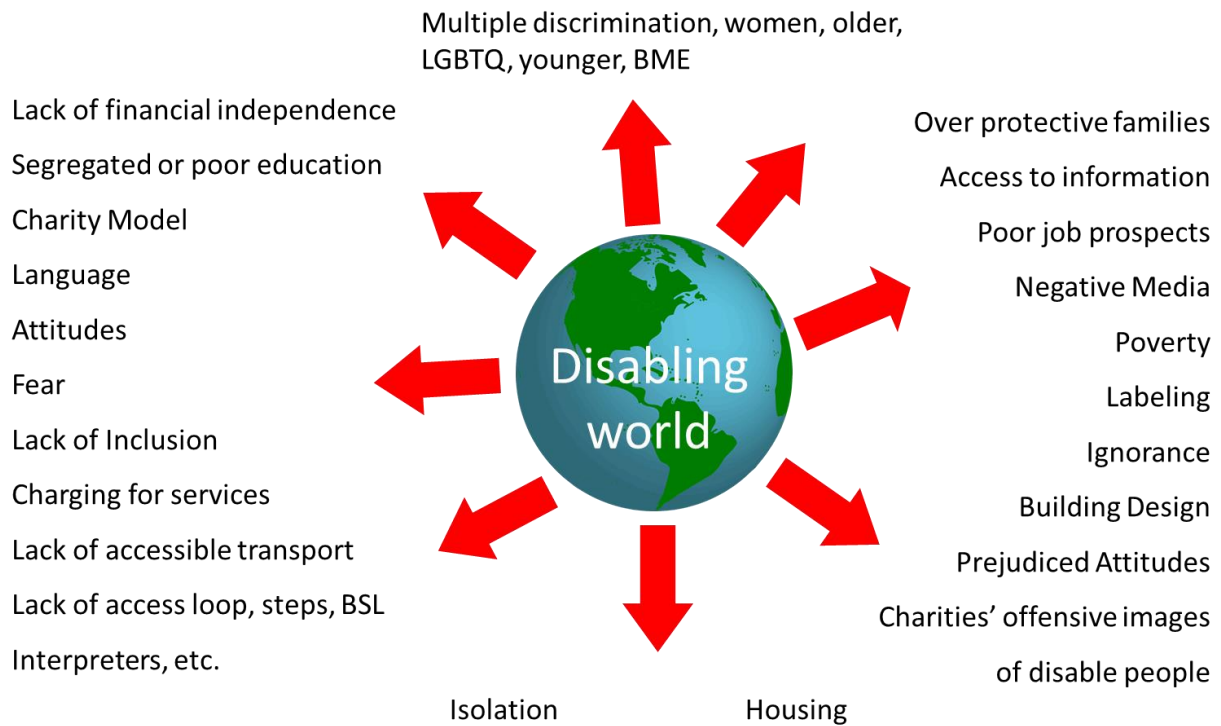 Multiple discrimination, women, older,
LGBTQ, younger, BME
Lack of financial independence
Segregated or poor education
Charity Model
Language
Attitudes
Fear
Lack of Inclusion
Charging for services
Lack of accessible transport
Lack of access loop, steps, BSL
Interpreters, etc.
Disabling
world
Over protective families
Access to information
Poor job prospects
Negative Media
Poverty
Labeling
Ignorance
Building Design
Prejudiced Attitudes
Charities’ offensive images
of disable people
Isolation
Housing